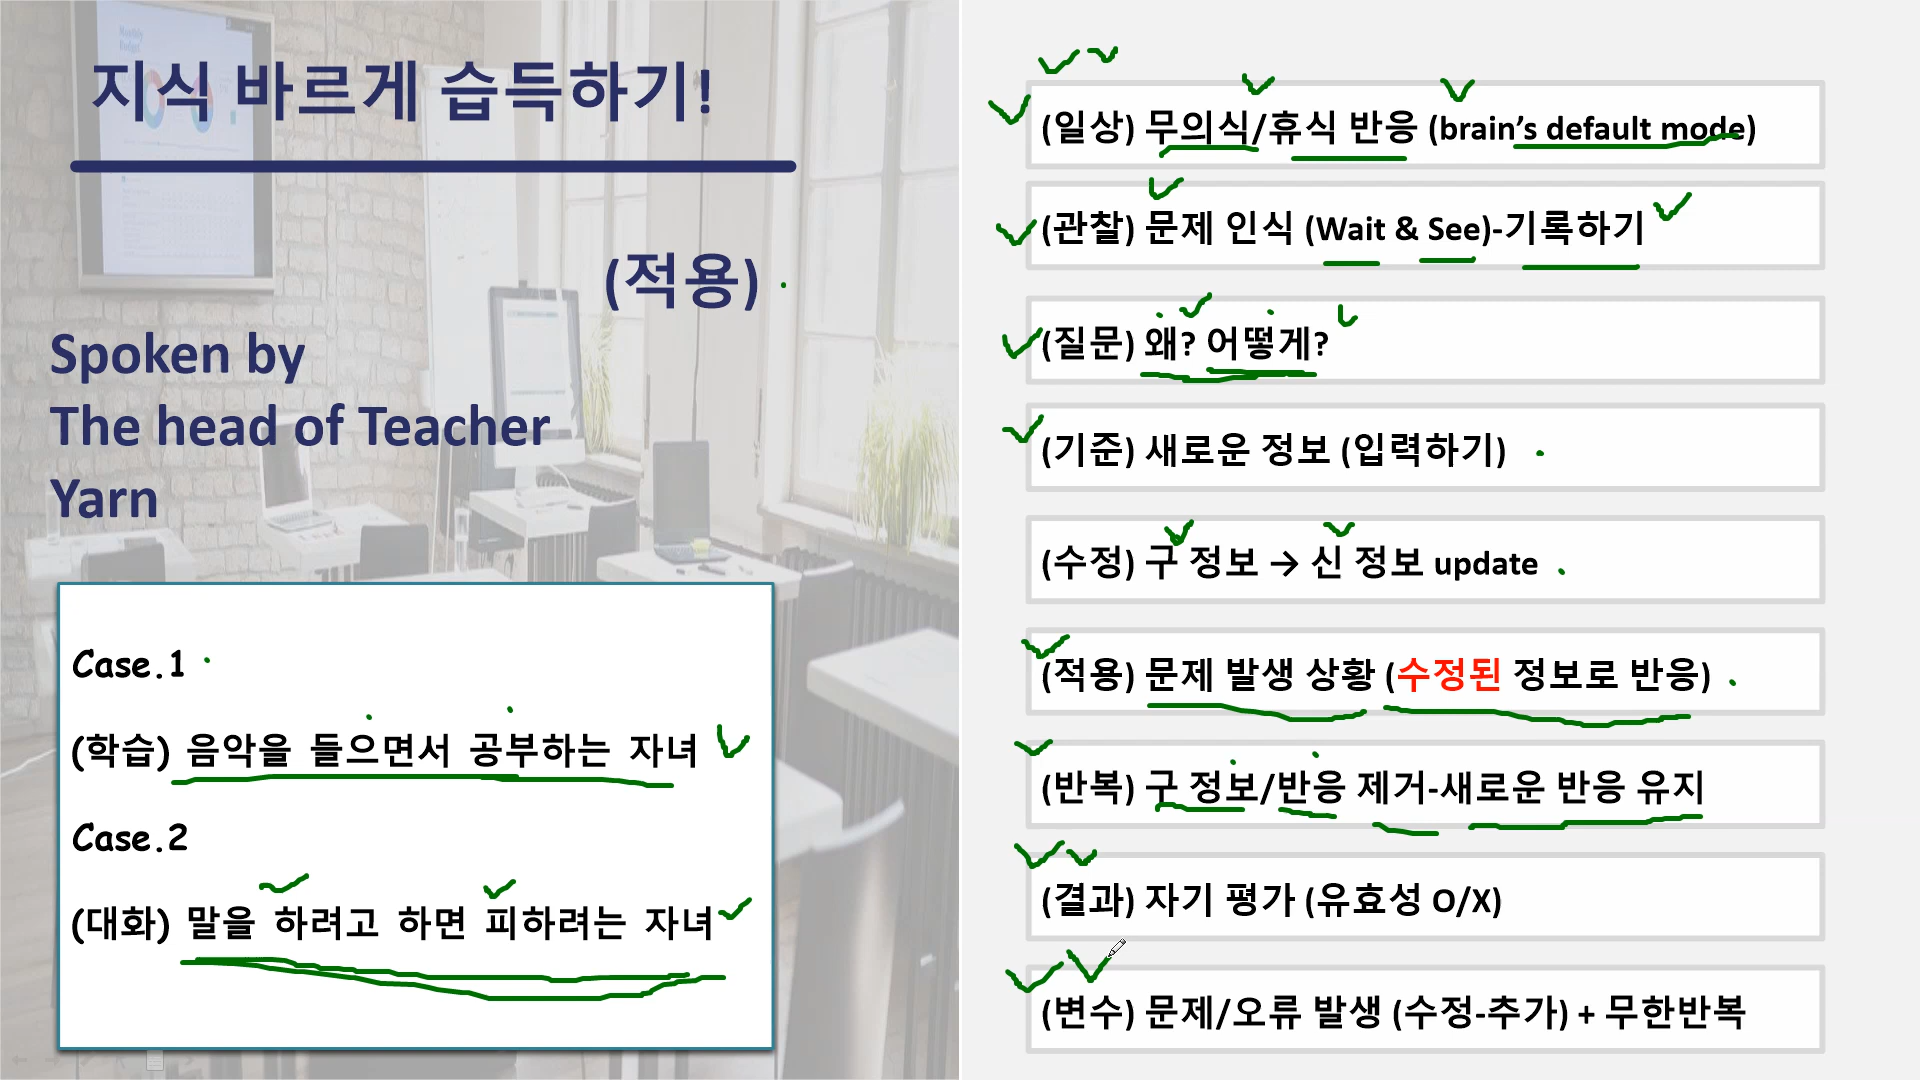 지식 바르게 습득하기!
(적용)
Spoken by
The head of Teacher
Yarn
Case.1
(학습) 음악을 들으면서 공부하는 자녀
Case.2
(대화) 말을 하려고 하면 피하려는 자녀
(일상) 무의식/휴식 반응 (brain’s default mode)
(관찰) 문제 인식 (Wait & See)-기록하기
(질문) 왜? 어떻게?
(기준) 새로운 정보 (입력하기)
(수정) 구 정보 → 신 정보 update
(적용) 문제 발생 상황 (수정된 정보로 반응)
(반복) 구 정보/반응 제거-새로운 반응 유지
(결과) 자기 평가 (유효성 O/X)
(변수) 문제/오류 발생 (수정-추가) + 무한반복